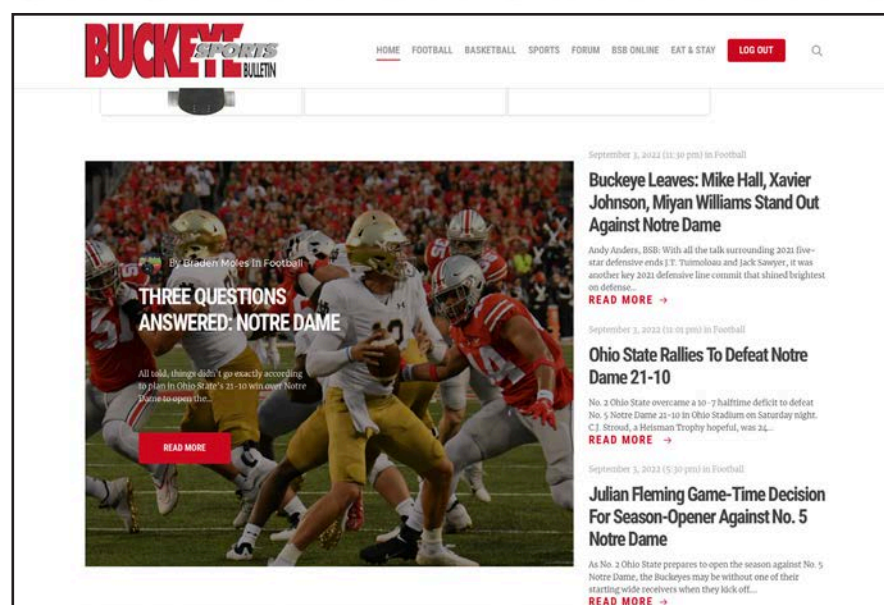 BUCKEYE
SPORTS
BULLETIN
HOME FOOTBALL BASKETBALL SPORTS FORUM BSB ONLINE EAT & STAY LOG OUT
By Braden Moles In Football
THREE QUESTIONS
ANSWERED: NOTRE DAME
All told, things didn't go exactly according
to plan in Ohio State's 21-10 win over Notre
Dame to open the...
READ MORE
September 3, 2022 (11:30 pm) in Football
Buckeye Leaves: Mike Hall, Xavier
Johnson, Miyan Williams Stand Out
Against Notre Dame
Andy Anders, BSB: With all the talk surrounding 2021 five-
star defensive ends J.T. Tuimoloau and Jack Sawyer, it was
another key 2021 defensive line commit that shined brightest
on defense...
READ MORE →
September 3, 2022 (11:01 pm) in Football
Ohio State Rallies To Defeat Notre
Dame 21-10
No. 2 Ohio State overcame a 10-7 halftime deficit to defeat
No. 5 Notre Dame 21-10 in Ohio Stadium on Saturday night.
C.J. Stroud, a Heisman Trophy hopeful, was 24...
READ MORE →
September 3, 2022 (5:30 pm) in Football
Julian Fleming Game-Time Decision
For Season-Opener Against No. 5
Notre Dame
As No. 2 Ohio State prepares to open the season against No. 5
Notre Dame, the Buckeyes may be without one of their
starting wide receivers when they kick off....
READ MORE →